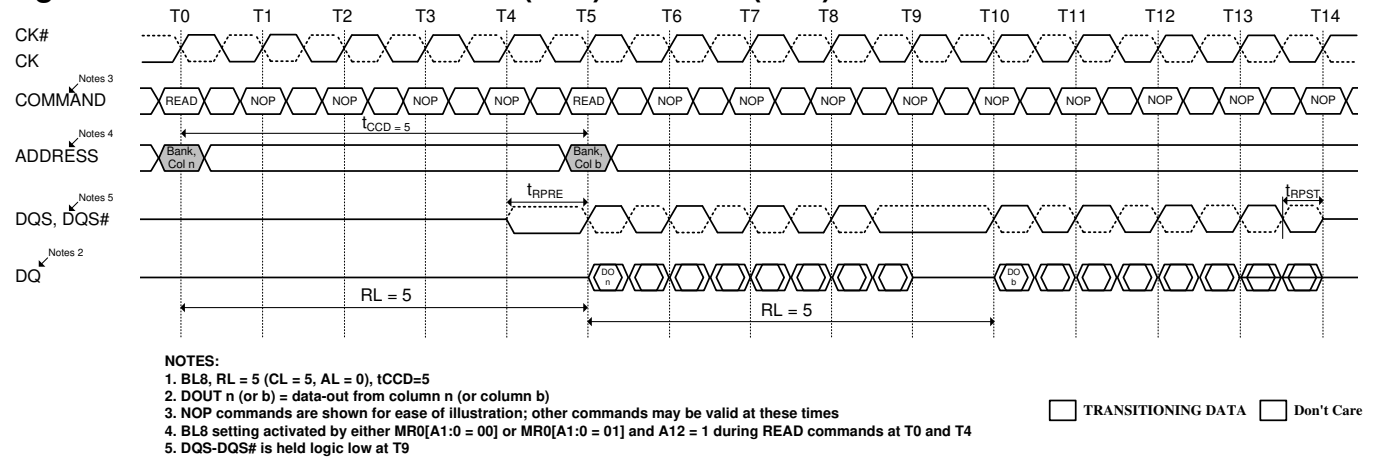 T0 T1 T2 T3 T4 T5 T6 T7 T8 T9 T10 T11 T12 T13 T14
CK#
CK
Notes 3
COMMAND READ NOP NOP NOP NOP READ NOP NOP NOP NOP NOP NOP NOP NOP NOP
tCCD = 5
Notes 4
ADDRESS
Bank, Col n
Bank, Col b
tRPRE
tRPST
Notes 5
DQS, DQS#
Notes 2
DQ
DO n
DO b
RL = 5
RL = 5
NOTES:
1. BL8, RL = 5 (CL = 5, AL = 0), tCCD=5
2. DOUT n (or b) = data-out from column n (or column b)
3. NOP commands are shown for ease of illustration; other commands may be valid at these times
4. BL8 setting activated by either MR0[A1:0 = 00] or MR0[A1:0 = 01] and A12 = 1 during READ commands at T0 and T4
5. DQS-DQS# is held logic low at T9
TRANSITIONING DATA Don't Care